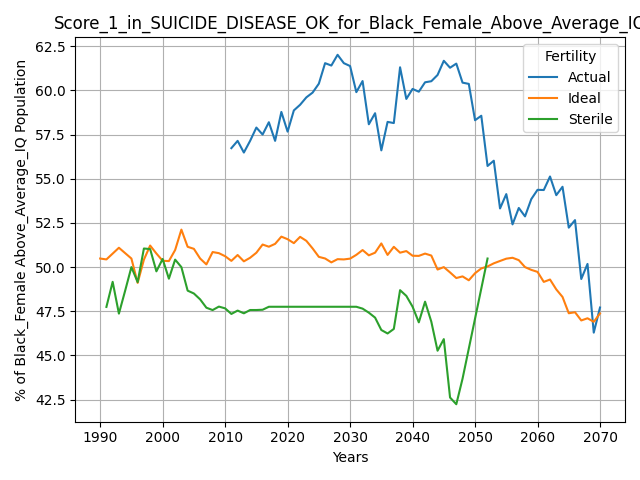 Score_1_in_SUICIDE_DISEASE_OK_for_Black_Female_Above_Average_IQ
% of Black_Female Above_Average_IQ Population
62.5
60.0
57.5
55.0
52.5
50.0
47.5
45.0
42.5
Fertility
Actual
Ideal
Sterile
1990 2000 2010 2020 2030 2040 2050 2060 2070
Years